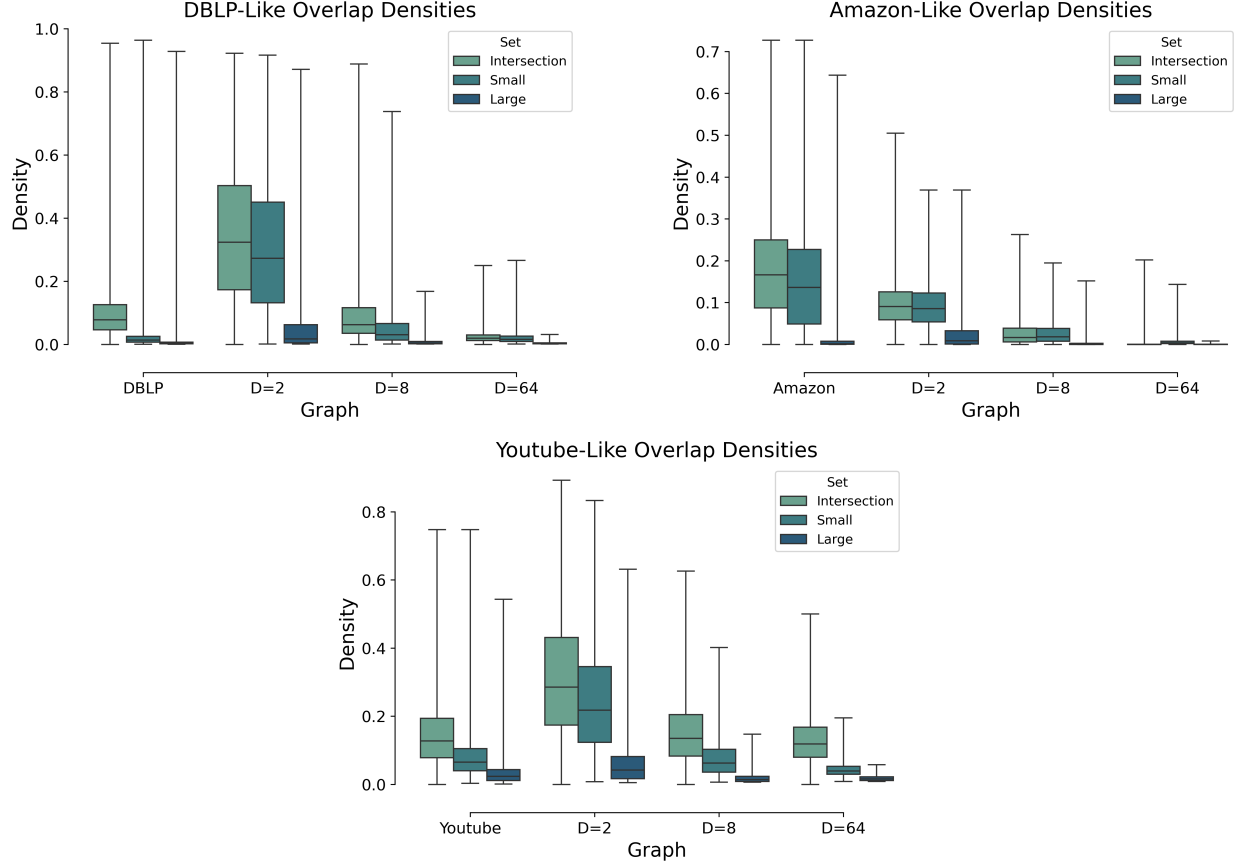 DBLP-Like Overlap Densities
1.0
0.8
0.6
0.4
0.2
0.0
Density
Set
Intersection
Small
Large
DBLP D=2 D=8 D=64
Graph
Amazon-Like Overlap Densities
0.7
0.6
0.5
0.4
0.3
0.2
0.1
0.0
Density
Set
Intersection
Small
Large
Amazon D=2 D=8 D=64
Graph
Youtube-Like Overlap Densities
0.8
0.6
0.4
0.2
0.0
Density
Set
Intersection
Small
Large
Youtube D=2 D=8 D=64
Graph